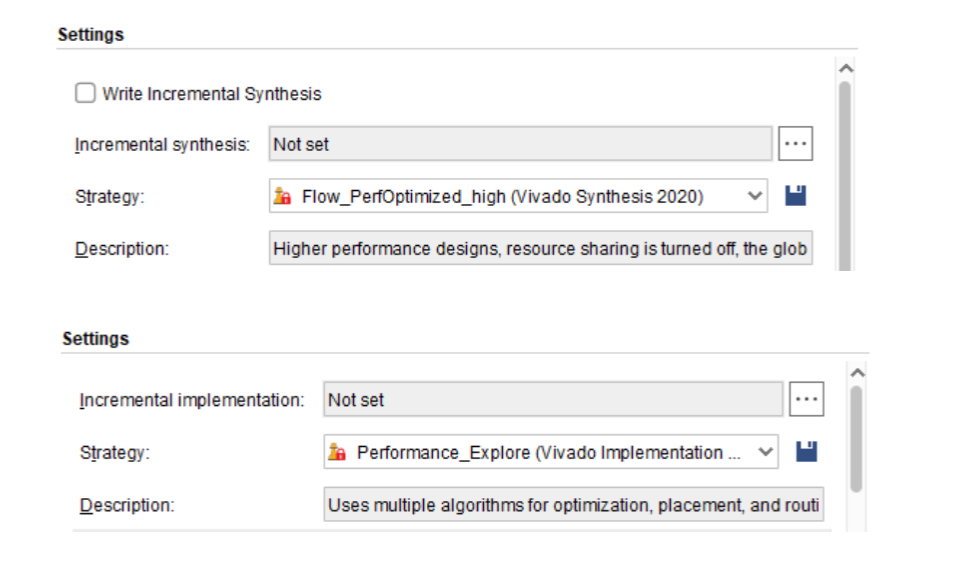 Settings
Write Incremental Synthesis
Incremental synthesis: Not set ...
Strategy: Flow_PerfOptimized_high (Vivado Synthesis 2020)
Description: Higher performance designs, resource sharing is turned off, the glob
Settings
Incremental implementation: Not set ...
Strategy: Performance_Explore (Vivado Implementation ...
Description: Uses multiple algorithms for optimization, placement, and routi